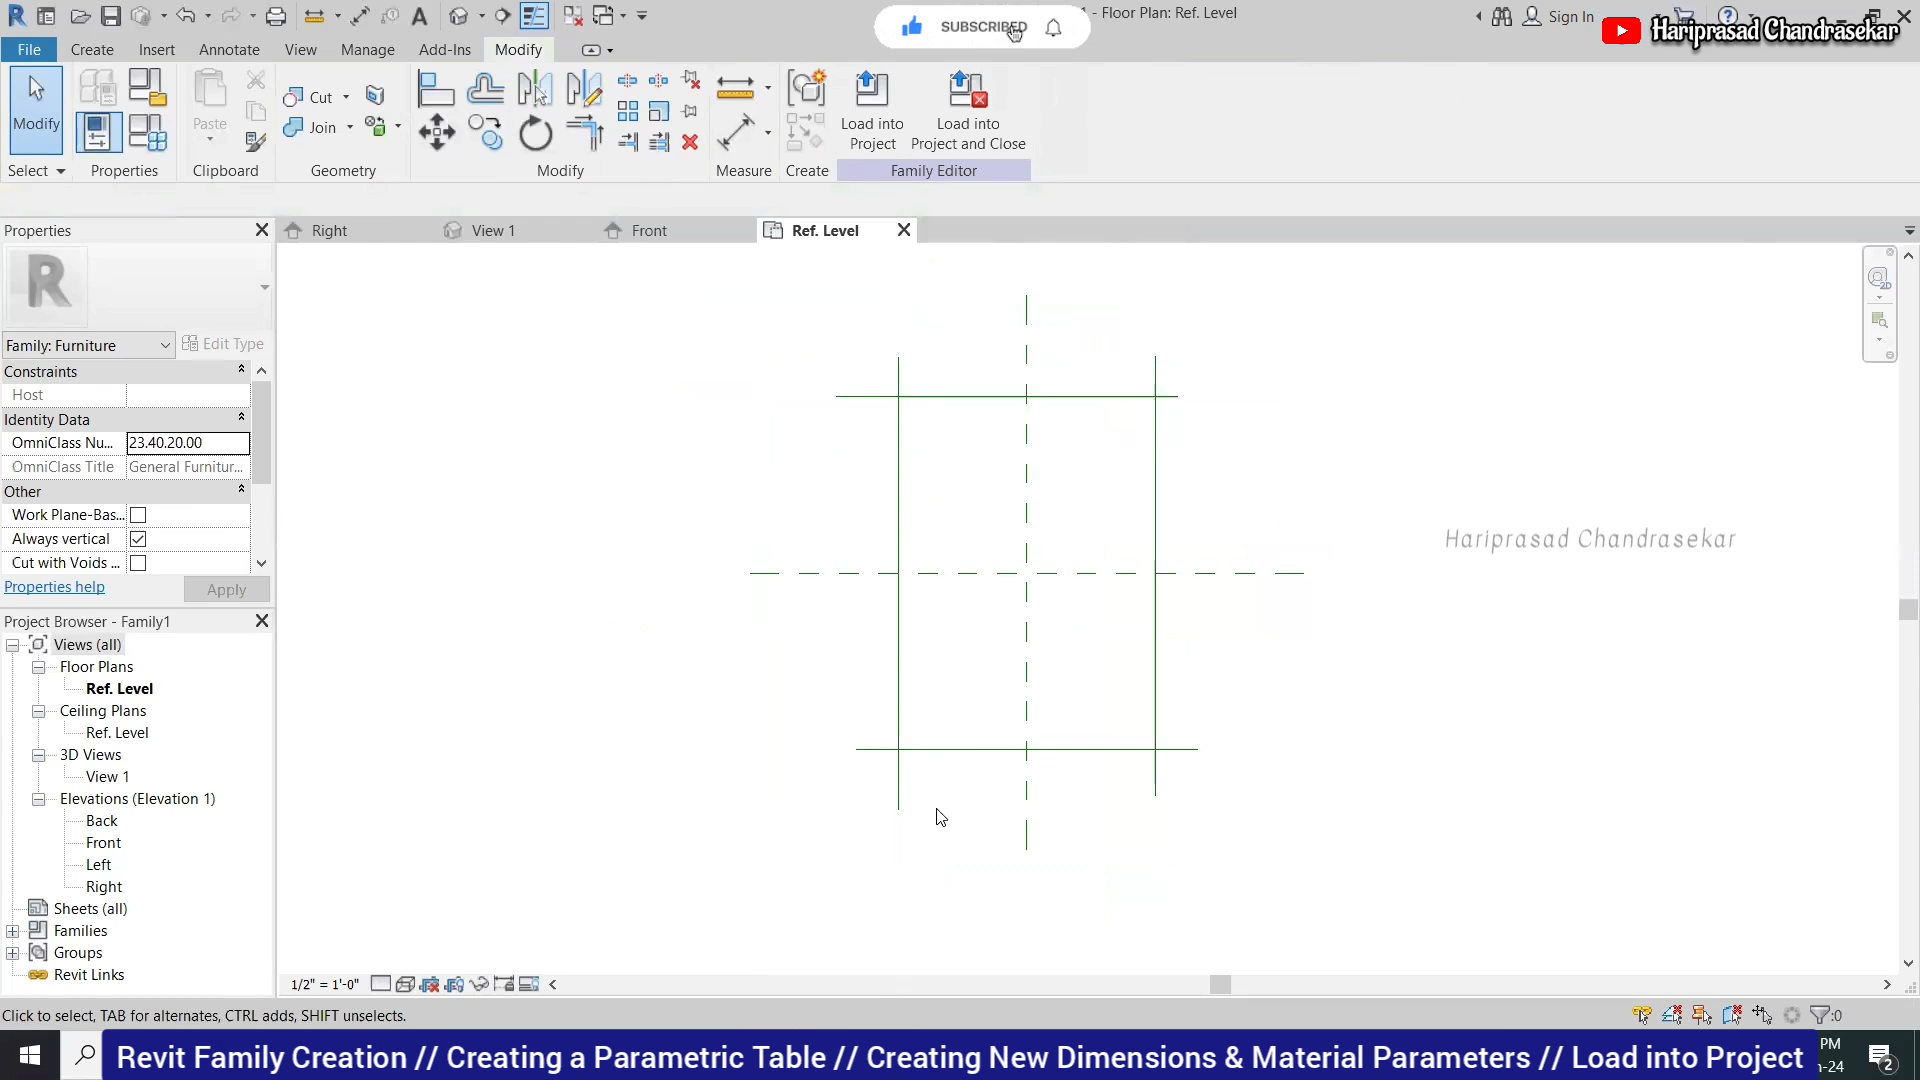 1 - Floor Plan: Ref. Level
Sign In
SUBSCRIBED
Hariprasad Chandrasekar
File
Create
Insert
Annotate
View
Manage
Add-Ins
Modify
Modify
Paste
Cut
Join
Load into
Project
Load into
Project and Close
Select
Properties
Clipboard
Geometry
Modify
Measure
Create
Family Editor
Properties
Right
View 1
Front
Ref. Level
R
Family: Furniture
Edit Type
Constraints
Host
Identity Data
OmniClass Nu... 23.40.20.00
OmniClass Title General Furnitur...
Other
Work Plane-Bas...
Always vertical
Cut with Voids ...
Properties help
Apply
Project Browser - Family1
Views (all)
Floor Plans
Ref. Level
Ceiling Plans
Ref. Level
3D Views
View 1
Elevations (Elevation 1)
Back
Front
Left
Right
Sheets (all)
Families
Groups
Revit Links
Hariprasad Chandrasekar
2D
1/2" = 1'-0"
Click to select, TAB for alternates, CTRL adds, SHIFT unselects.
:0
Revit Family Creation // Creating a Parametric Table // Creating New Dimensions & Material Parameters // Load into Project
PM
-24
2